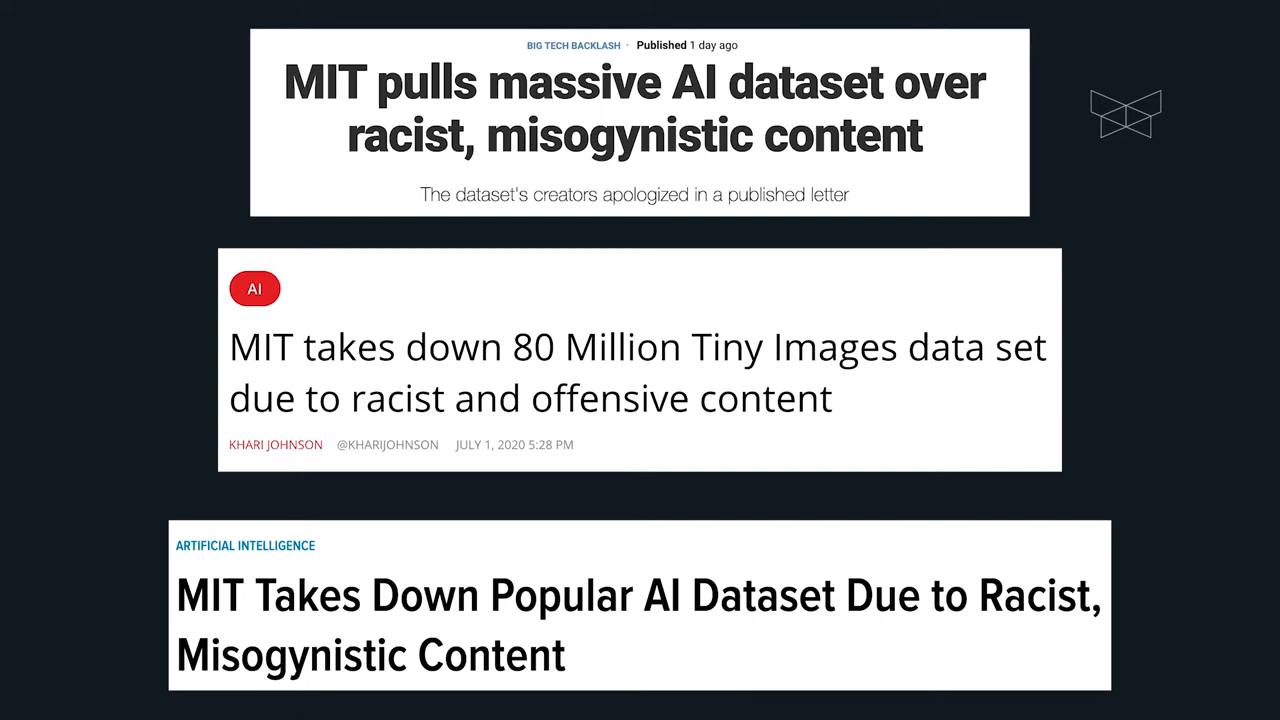 BIG TECH BACKLASH · Published 1 day ago
MIT pulls massive AI dataset over
racist, misogynistic content
The dataset's creators apologized in a published letter
AI
MIT takes down 80 Million Tiny Images data set
due to racist and offensive content
KHARI JOHNSON @KHARIJOHNSON JULY 1, 2020 5:28 PM
ARTIFICIAL INTELLIGENCE
MIT Takes Down Popular AI Dataset Due to Racist,
Misogynistic Content